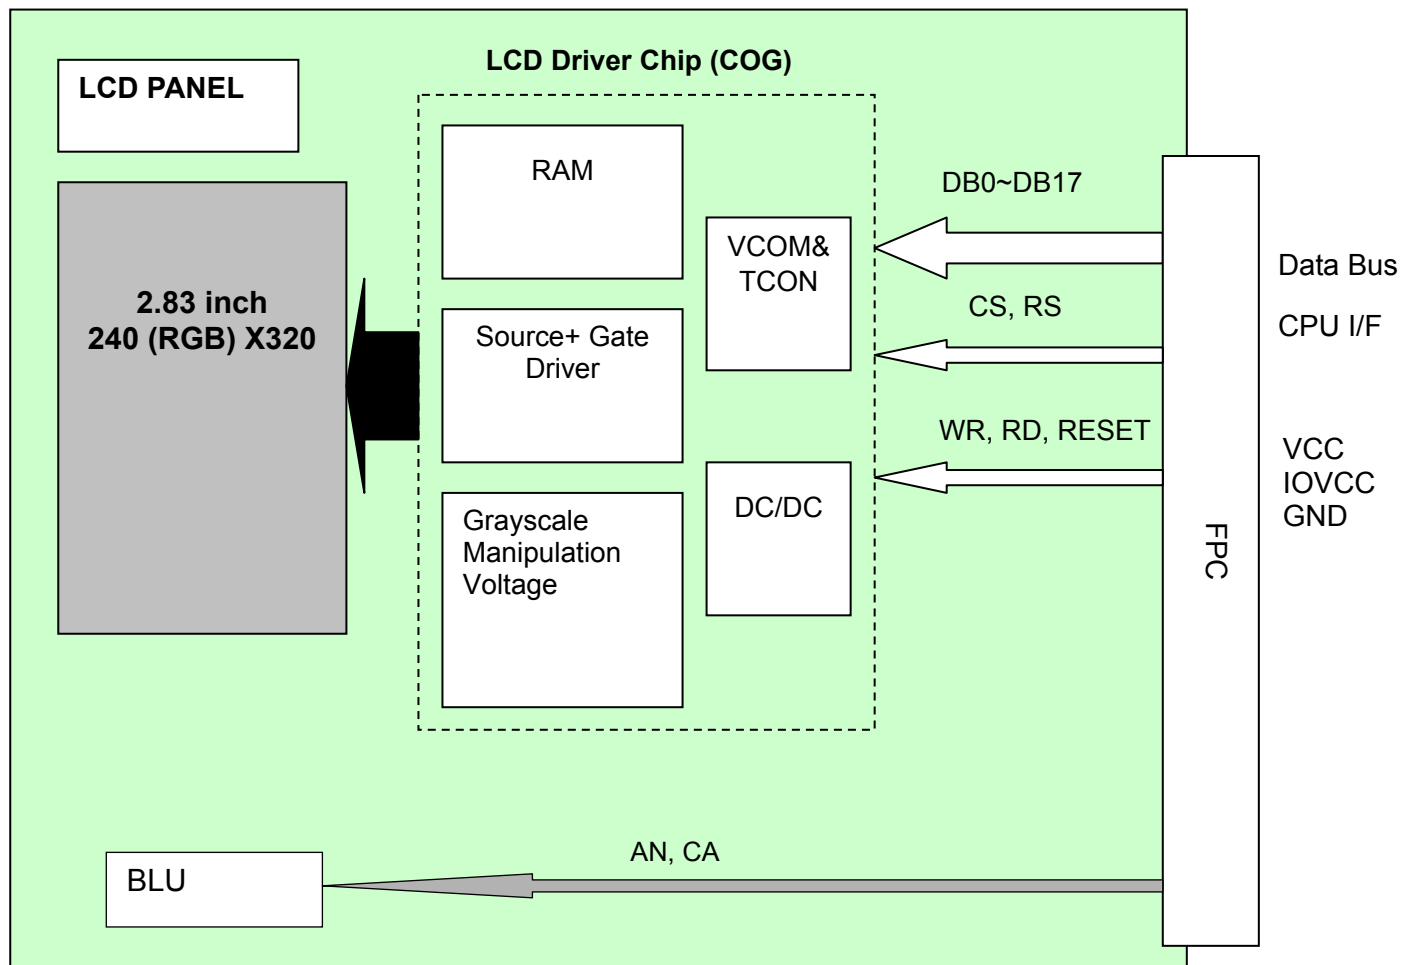 LCD Driver Chip (COG)
LCD PANEL
RAM
DB0~DB17
VCOM&
TCON
Data Bus
2.83 inch
240 (RGB) X320
CS, RS
CPU I/F
Source+ Gate
Driver
WR, RD, RESET
VCC
IOVCC
GND
Grayscale
Manipulation
Voltage
DC/DC
FPC
AN, CA
BLU